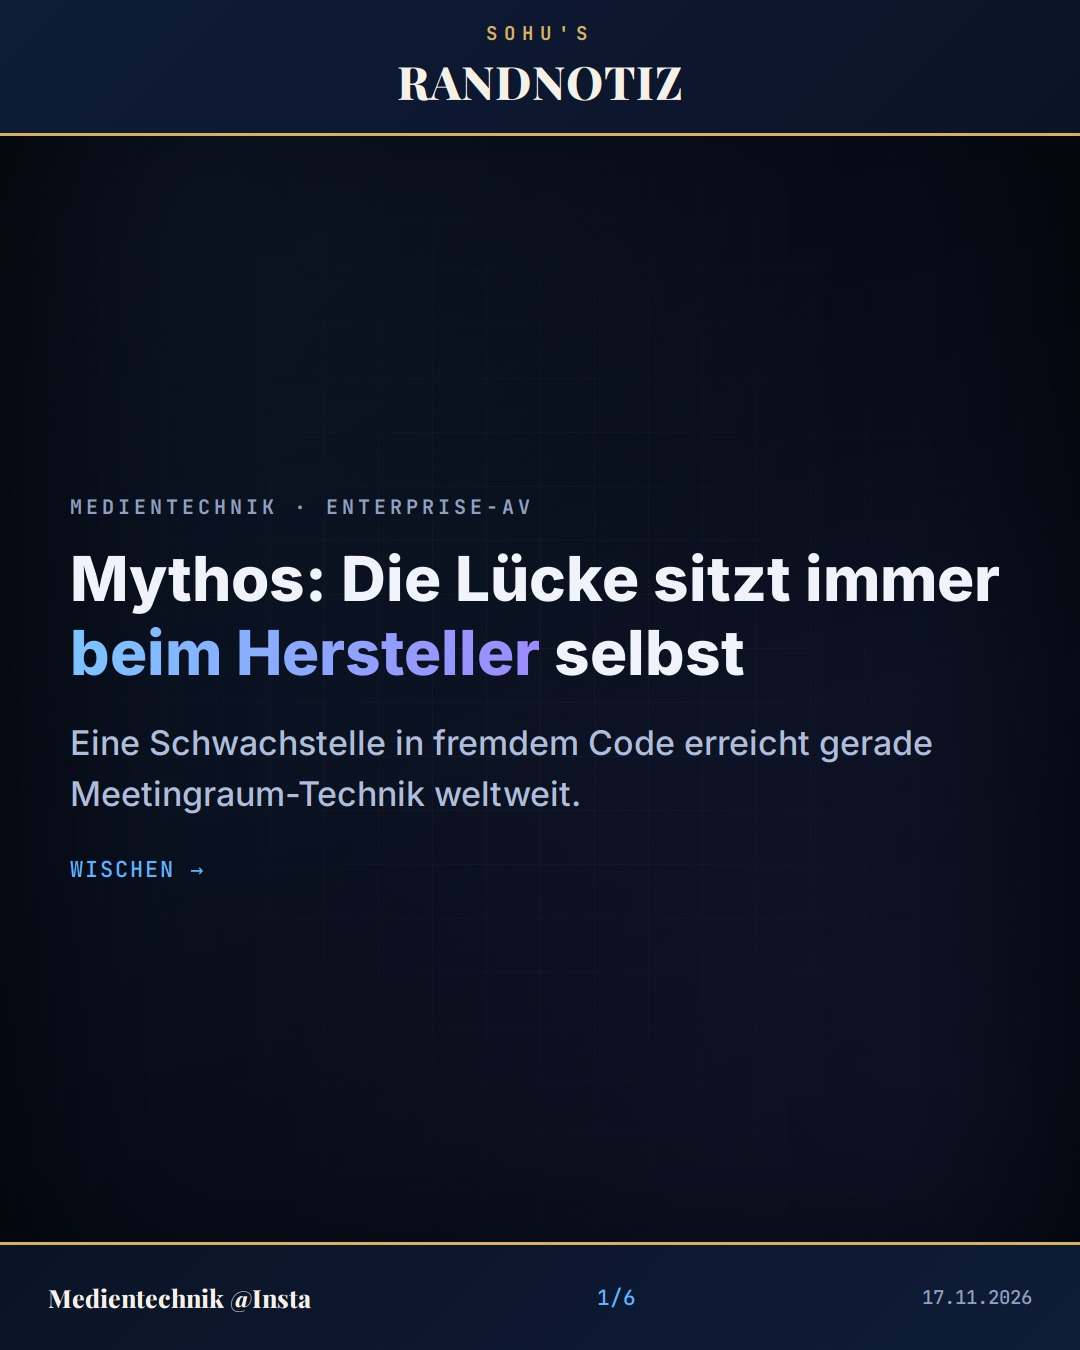 SOHU'S
RANDNOTIZ
MEDIENTECHNIK · ENTERPRISE-AV
Mythos: Die Lücke sitzt immer
beim Hersteller selbst
Eine Schwachstelle in fremdem Code erreicht gerade
Meetingraum-Technik weltweit.
WISCHEN →
Medientechnik @Insta
1/6
17.11.2026